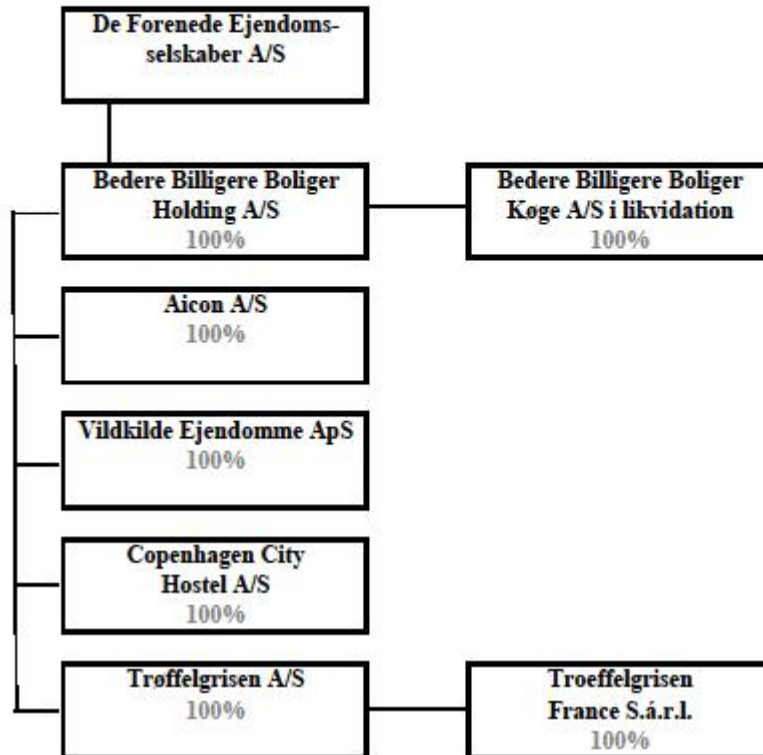 De Forenede Ejendoms-
selskaber A/S
Bedere Billigere Boliger
Holding A/S
100%
Bedere Billigere Boliger
Køge A/S i likvidation
100%
Aicon A/S
100%
Vildkilde Ejendomme ApS
100%
Copenhagen City
Hostel A/S
100%
Trøffelgrisen A/S
100%
Troeffelgrisen
France S.á.r.l.
100%